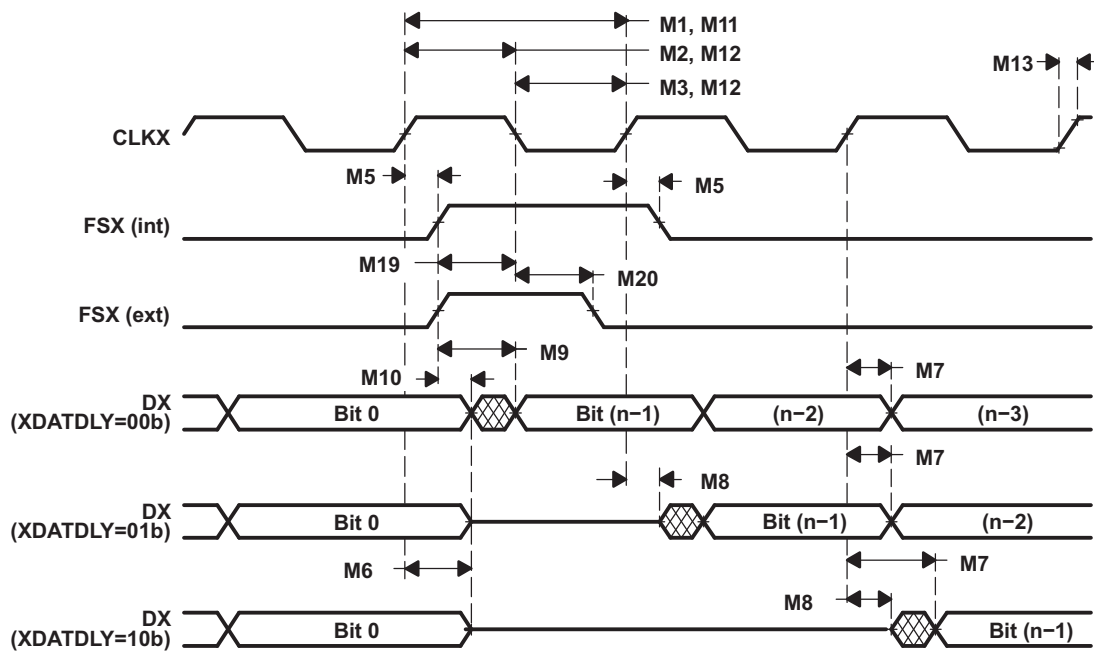 M1, M11
M2, M12
M13
M3, M12
CLKX
M5
M5
FSX (int)
M19
M20
FSX (ext)
M9
M10
M7
DX
(XDATDLY=00b)
Bit 0
Bit (n−1)
(n−2)
(n−3)
M7
M8
DX
(XDATDLY=01b)
Bit 0
Bit (n−1)
(n−2)
M6
M7
M8
DX
(XDATDLY=10b)
Bit 0
Bit (n−1)